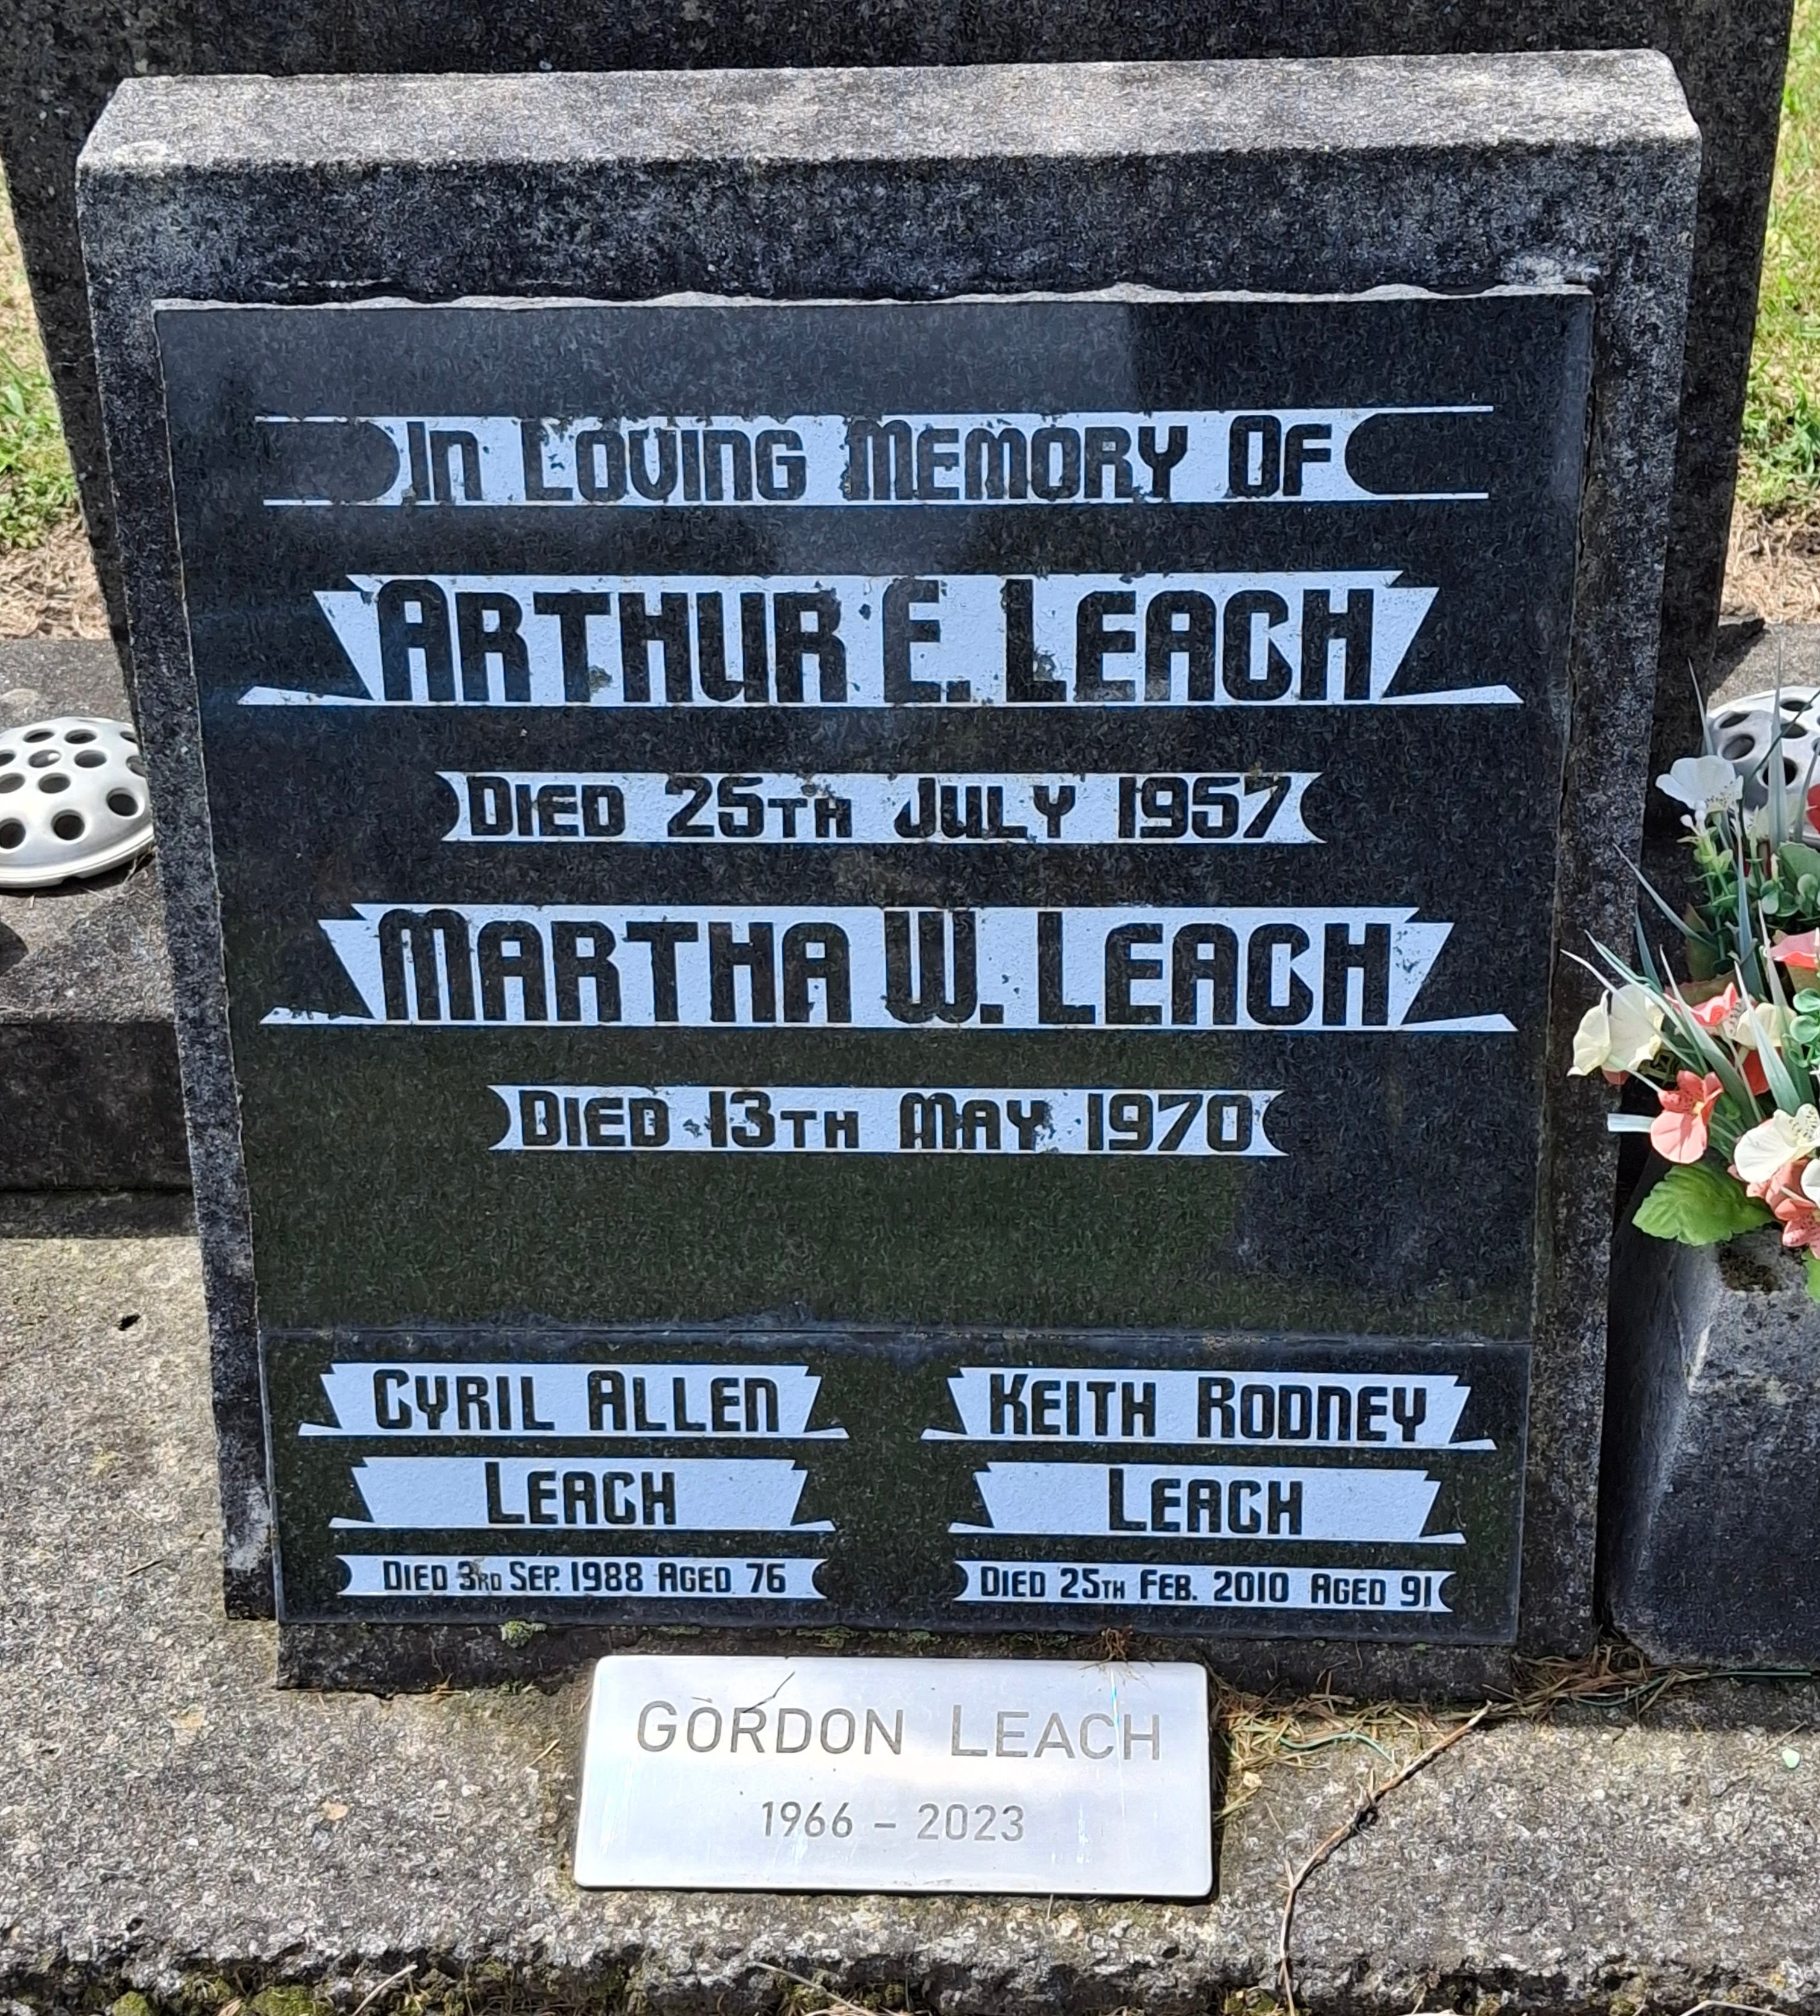 In Loving Memory Of
Arthur E. Leach
Died 25th July 1957
Martha W. Leach
Died 13th May 1970
Cyril Allen
Leach
Died 3rd Sep. 1988 Aged 76
Keith Rodney
Leach
Died 25th Feb. 2010 Aged 91
GORDON LEACH
1966 – 2023